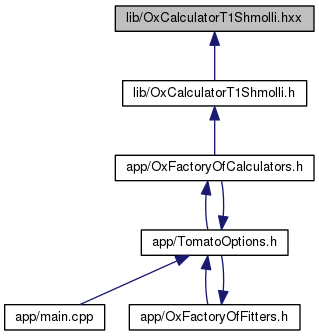 lib/OxCalculatorT1Shmolli.hxx
lib/OxCalculatorT1Shmolli.h
app/OxFactoryOfCalculators.h
app/TomatoOptions.h
app/main.cpp
app/OxFactoryOfFitters.h